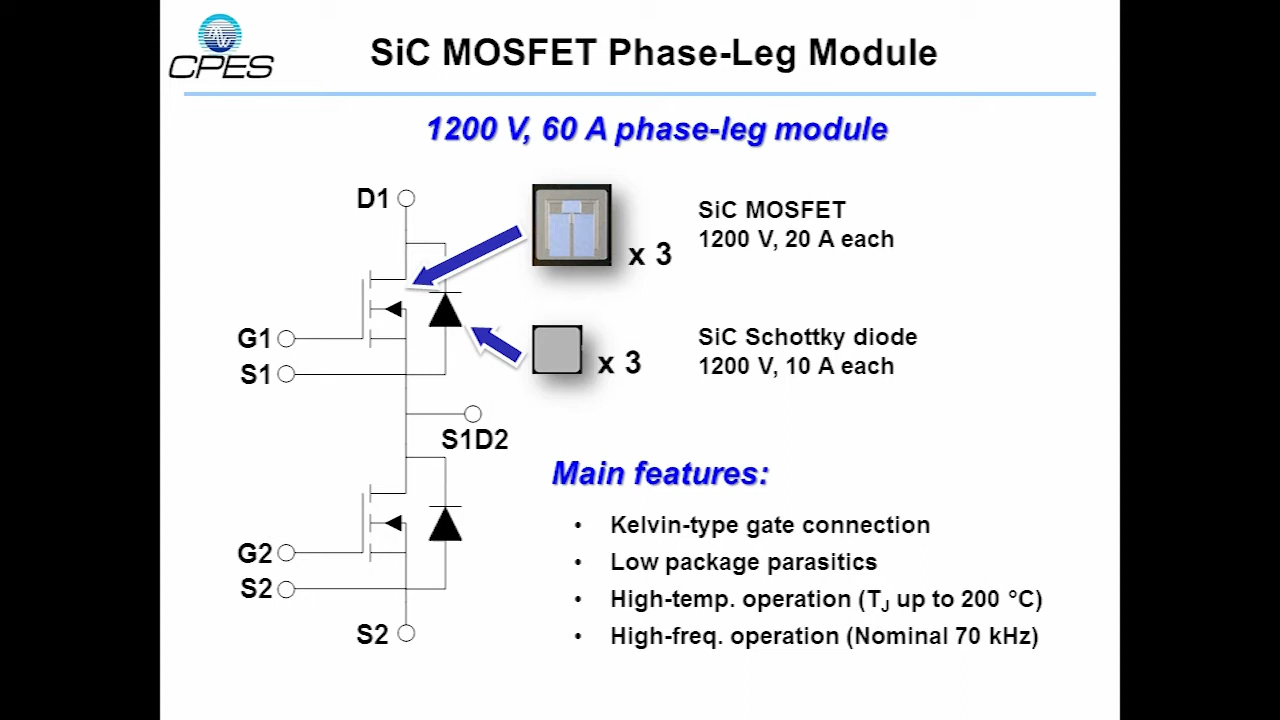 CPES
SiC MOSFET Phase-Leg Module
1200 V, 60 A phase-leg module
D1
x 3
SiC MOSFET
1200 V, 20 A each
G1
S1
x 3
SiC Schottky diode
1200 V, 10 A each
S1D2
Main features:
• Kelvin-type gate connection
• Low package parasitics
• High-temp. operation (TJ up to 200 °C)
• High-freq. operation (Nominal 70 kHz)
G2
S2
S2